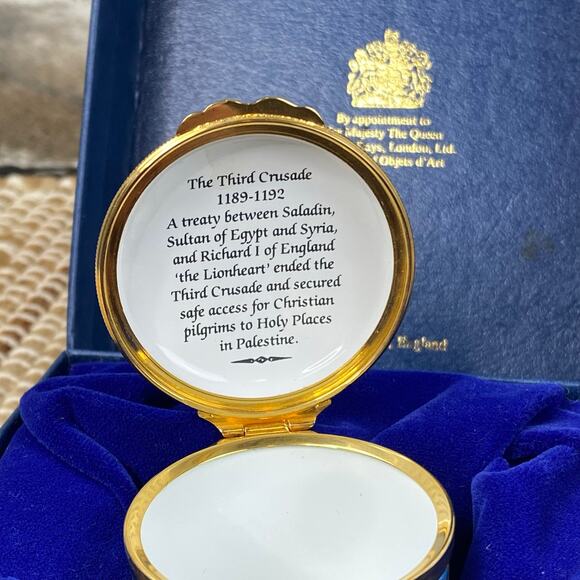 By appointment to
Majesty The Queen
London, Ltd.
Objets d'Art
The Third Crusade
1189-1192
A treaty between Saladin,
Sultan of Egypt and Syria,
and Richard I of England
'the Lionheart' ended the
Third Crusade and secured
safe access for Christian
pilgrims to Holy Places
in Palestine.
England